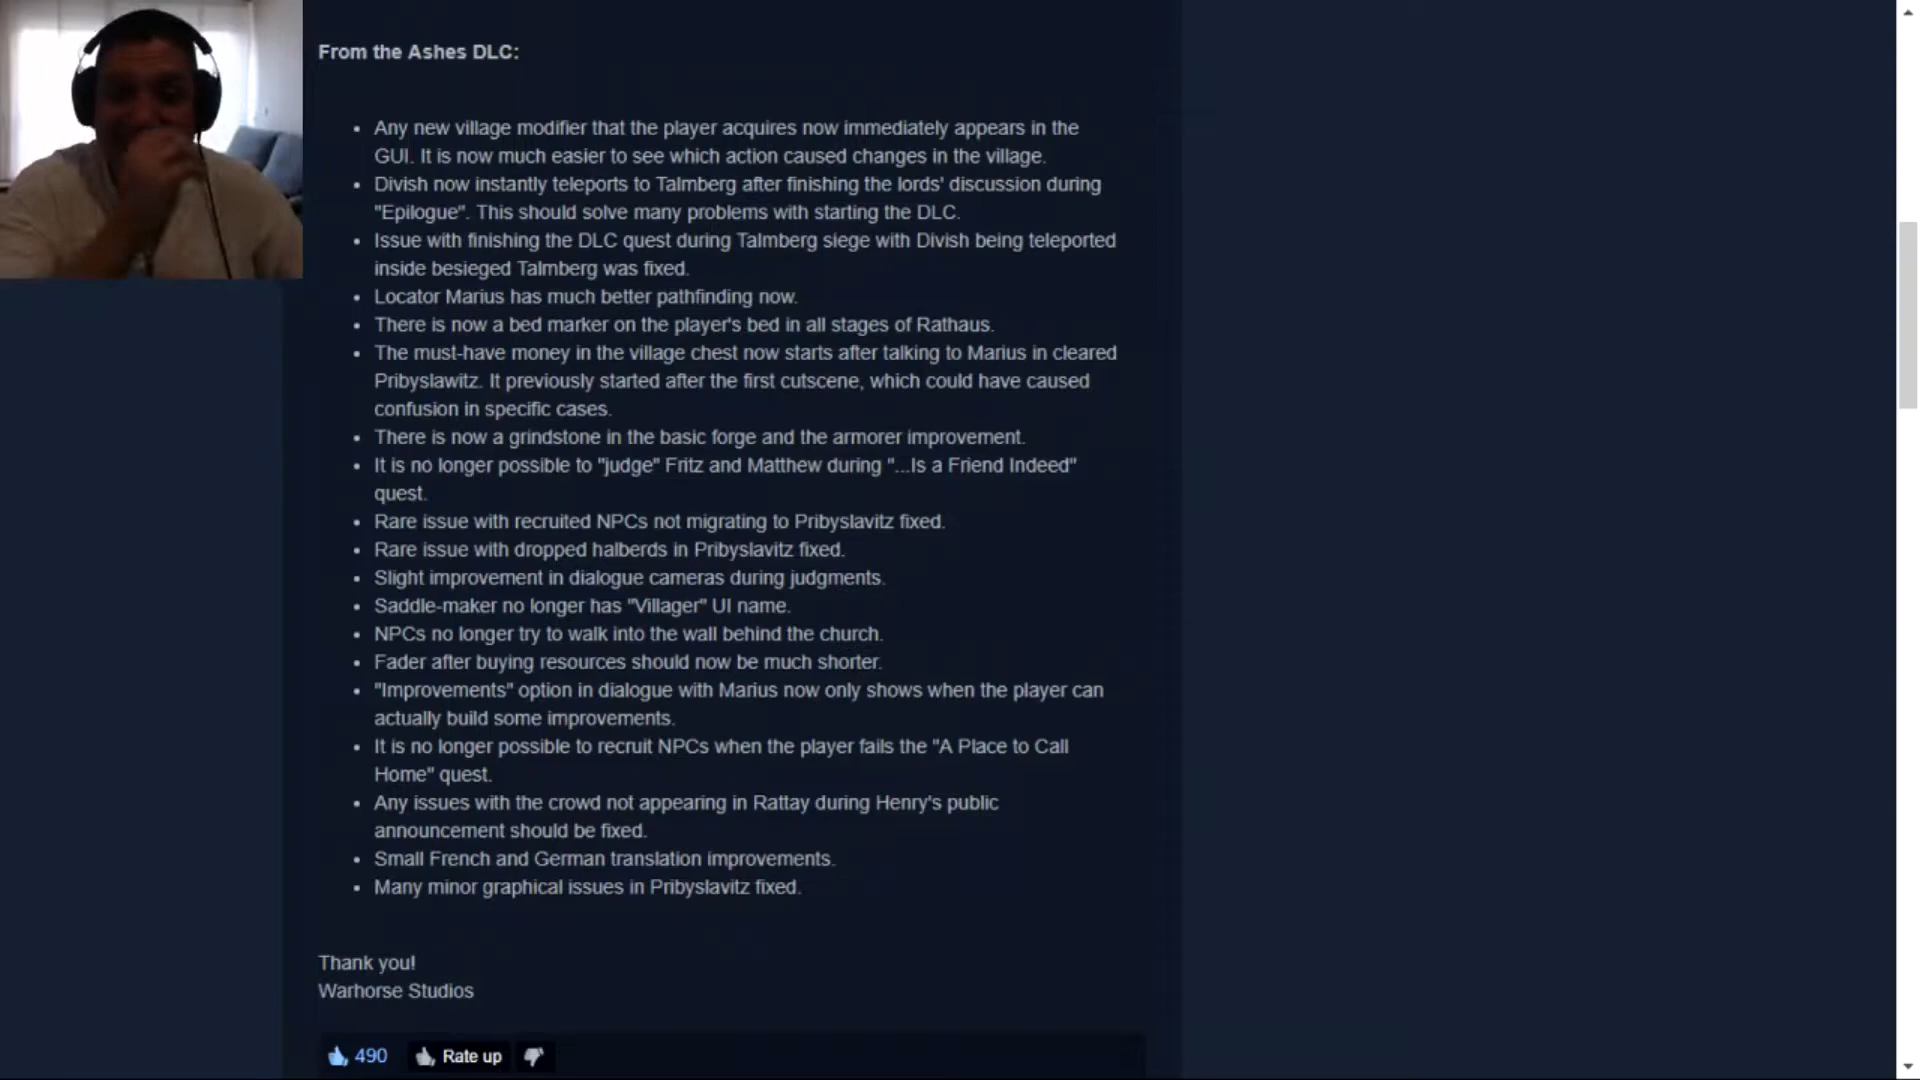 From the Ashes DLC:
• Any new village modifier that the player acquires now immediately appears in the
GUI. It is now much easier to see which action caused changes in the village.
• Divish now instantly teleports to Talmberg after finishing the lords' discussion during
"Epilogue". This should solve many problems with starting the DLC.
• Issue with finishing the DLC quest during Talmberg siege with Divish being teleported
inside besieged Talmberg was fixed.
• Locator Marius has much better pathfinding now.
• There is now a bed marker on the player's bed in all stages of Rathaus.
• The must-have money in the village chest now starts after talking to Marius in cleared
Pribyslawitz. It previously started after the first cutscene, which could have caused
confusion in specific cases.
• There is now a grindstone in the basic forge and the armorer improvement.
• It is no longer possible to "judge" Fritz and Matthew during "...Is a Friend Indeed"
quest.
• Rare issue with recruited NPCs not migrating to Pribyslavitz fixed.
• Rare issue with dropped halberds in Pribyslavitz fixed.
• Slight improvement in dialogue cameras during judgments.
• Saddle-maker no longer has "Villager" UI name.
• NPCs no longer try to walk into the wall behind the church.
• Fader after buying resources should now be much shorter.
• "Improvements" option in dialogue with Marius now only shows when the player can
actually build some improvements.
• It is no longer possible to recruit NPCs when the player fails the "A Place to Call
Home" quest.
• Any issues with the crowd not appearing in Rattay during Henry's public
announcement should be fixed.
• Small French and German translation improvements.
• Many minor graphical issues in Pribyslavitz fixed.
Thank you!
Warhorse Studios
490 Rate up